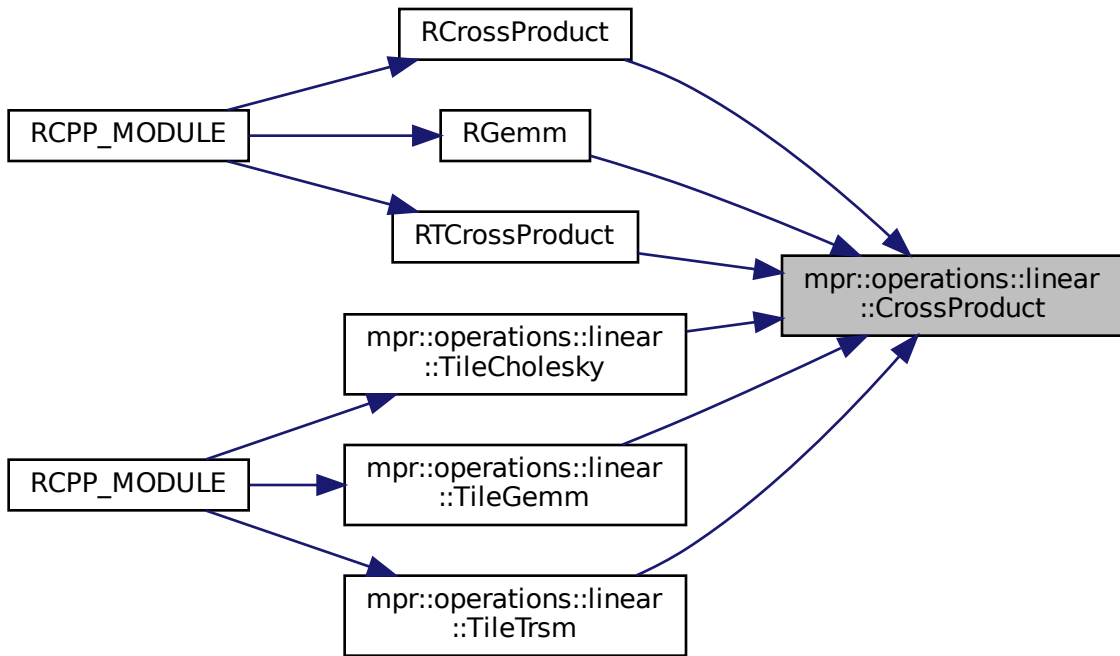 RCrossProduct
RCPP_MODULE
RGemm
RTCrossProduct
mpr::operations::linear
::CrossProduct
mpr::operations::linear
::TileCholesky
RCPP_MODULE
mpr::operations::linear
::TileGemm
mpr::operations::linear
::TileTrsm